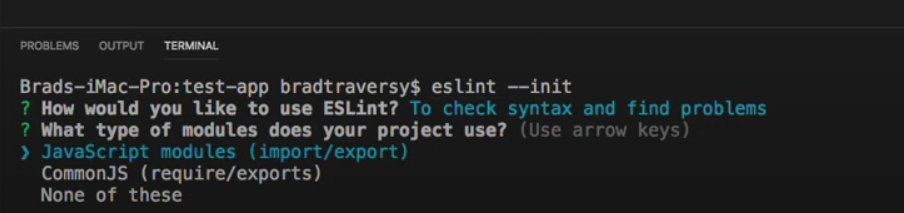 PROBLEMS OUTPUT TERMINAL
Brads-iMac-Pro:test-app bradtraversy$ eslint --init
? How would you like to use ESLint? To check syntax and find problems
? What type of modules does your project use? (Use arrow keys)
❯ JavaScript modules (import/export)
CommonJS (require/exports)
None of these